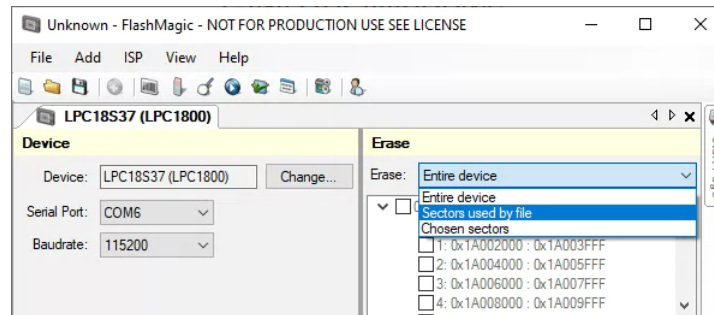 Unknown - FlashMagic - NOT FOR PRODUCTION USE SEE LICENSE
File Add ISP View Help
LPC18S37 (LPC1800)
Device
Device: LPC18S37 (LPC1800) Change...
Serial Port: COM6
Baudrate: 115200
Erase
Erase: Entire device
Entire device
Sectors used by file
Chosen sectors
1: 0x1A002000 : 0x1A003FFF
2: 0x1A004000 : 0x1A005FFF
3: 0x1A006000 : 0x1A007FFF
4: 0x1A008000 : 0x1A009FFF